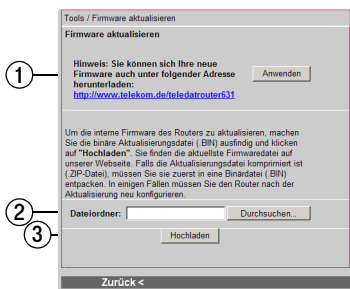 Tools / Firmware aktualisieren
Firmware aktualisieren
1
Hinweis: Sie können sich Ihre neue
Firmware auch unter folgender Adresse
herunterladen:
http://www.telekom.de/teledatrouter631
Anwenden
Um die interne Firmware des Routers zu aktualisieren, machen
Sie die binäre Aktualisierungsdatei (.BIN) ausfindig und klicken
auf "Hochladen". Sie finden die aktuellste Firmwaredatei auf
unserer Webseite. Falls die Aktualisierungsdatei komprimiert ist
(.ZIP-Datei), müssen Sie sie zuerst in eine Binärdatei (.BIN)
entpacken. In einigen Fällen müssen Sie den Router nach der
Aktualisierung neu konfigurieren.
2
Dateiordner:
Durchsuchen...
3
Hochladen
Zurück <